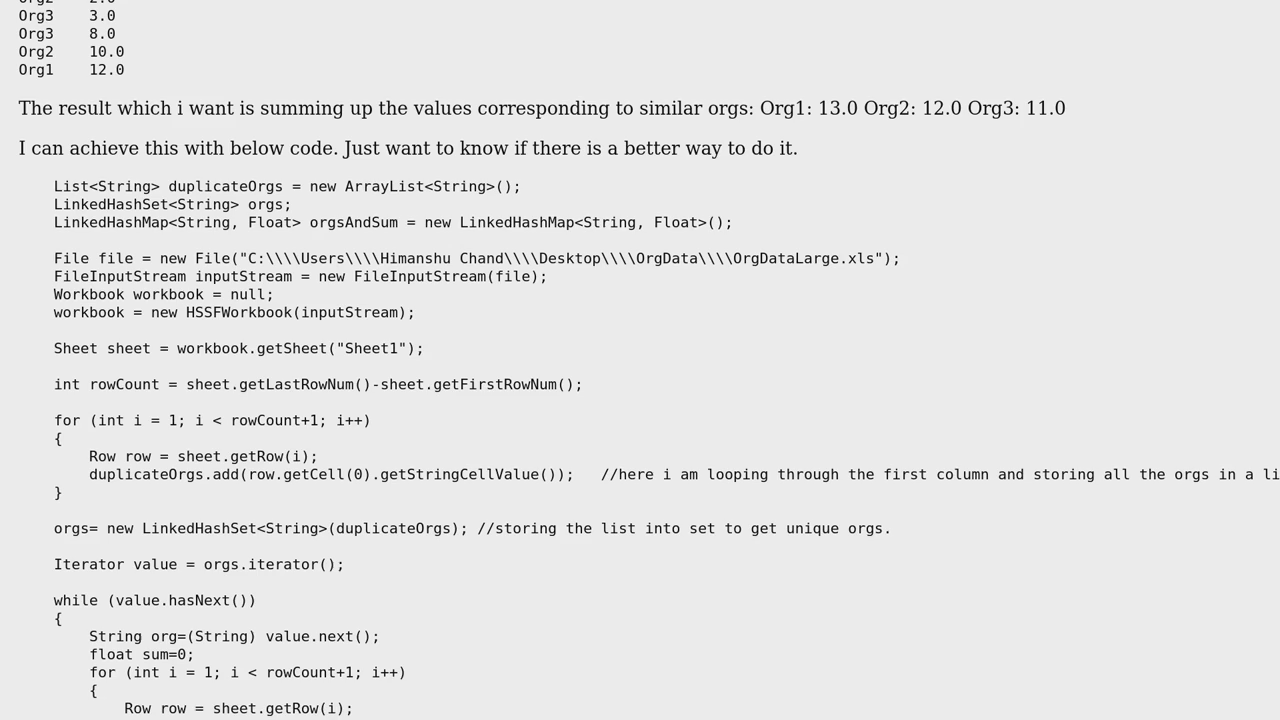 Org2    2.0
Org3    3.0
Org3    8.0
Org2    10.0
Org1    12.0
The result which i want is summing up the values corresponding to similar orgs: Org1: 13.0 Org2: 12.0 Org3: 11.0
I can achieve this with below code. Just want to know if there is a better way to do it.
List<String> duplicateOrgs = new ArrayList<String>();
LinkedHashSet<String> orgs;
LinkedHashMap<String, Float> orgsAndSum = new LinkedHashMap<String, Float>();
File file = new File("C:\\\\Users\\\\Himanshu Chand\\\\Desktop\\\\OrgData\\\\OrgDataLarge.xls");
FileInputStream inputStream = new FileInputStream(file);
Workbook workbook = null;
workbook = new HSSFWorkbook(inputStream);
Sheet sheet = workbook.getSheet("Sheet1");
int rowCount = sheet.getLastRowNum()-sheet.getFirstRowNum();
for (int i = 1; i < rowCount+1; i++)
{
    Row row = sheet.getRow(i);
    duplicateOrgs.add(row.getCell(0).getStringCellValue());   //here i am looping through the first column and storing all the orgs in a li
}
orgs= new LinkedHashSet<String>(duplicateOrgs); //storing the list into set to get unique orgs.
Iterator value = orgs.iterator();
while (value.hasNext())
{
    String org=(String) value.next();
    float sum=0;
    for (int i = 1; i < rowCount+1; i++)
    {
        Row row = sheet.getRow(i);